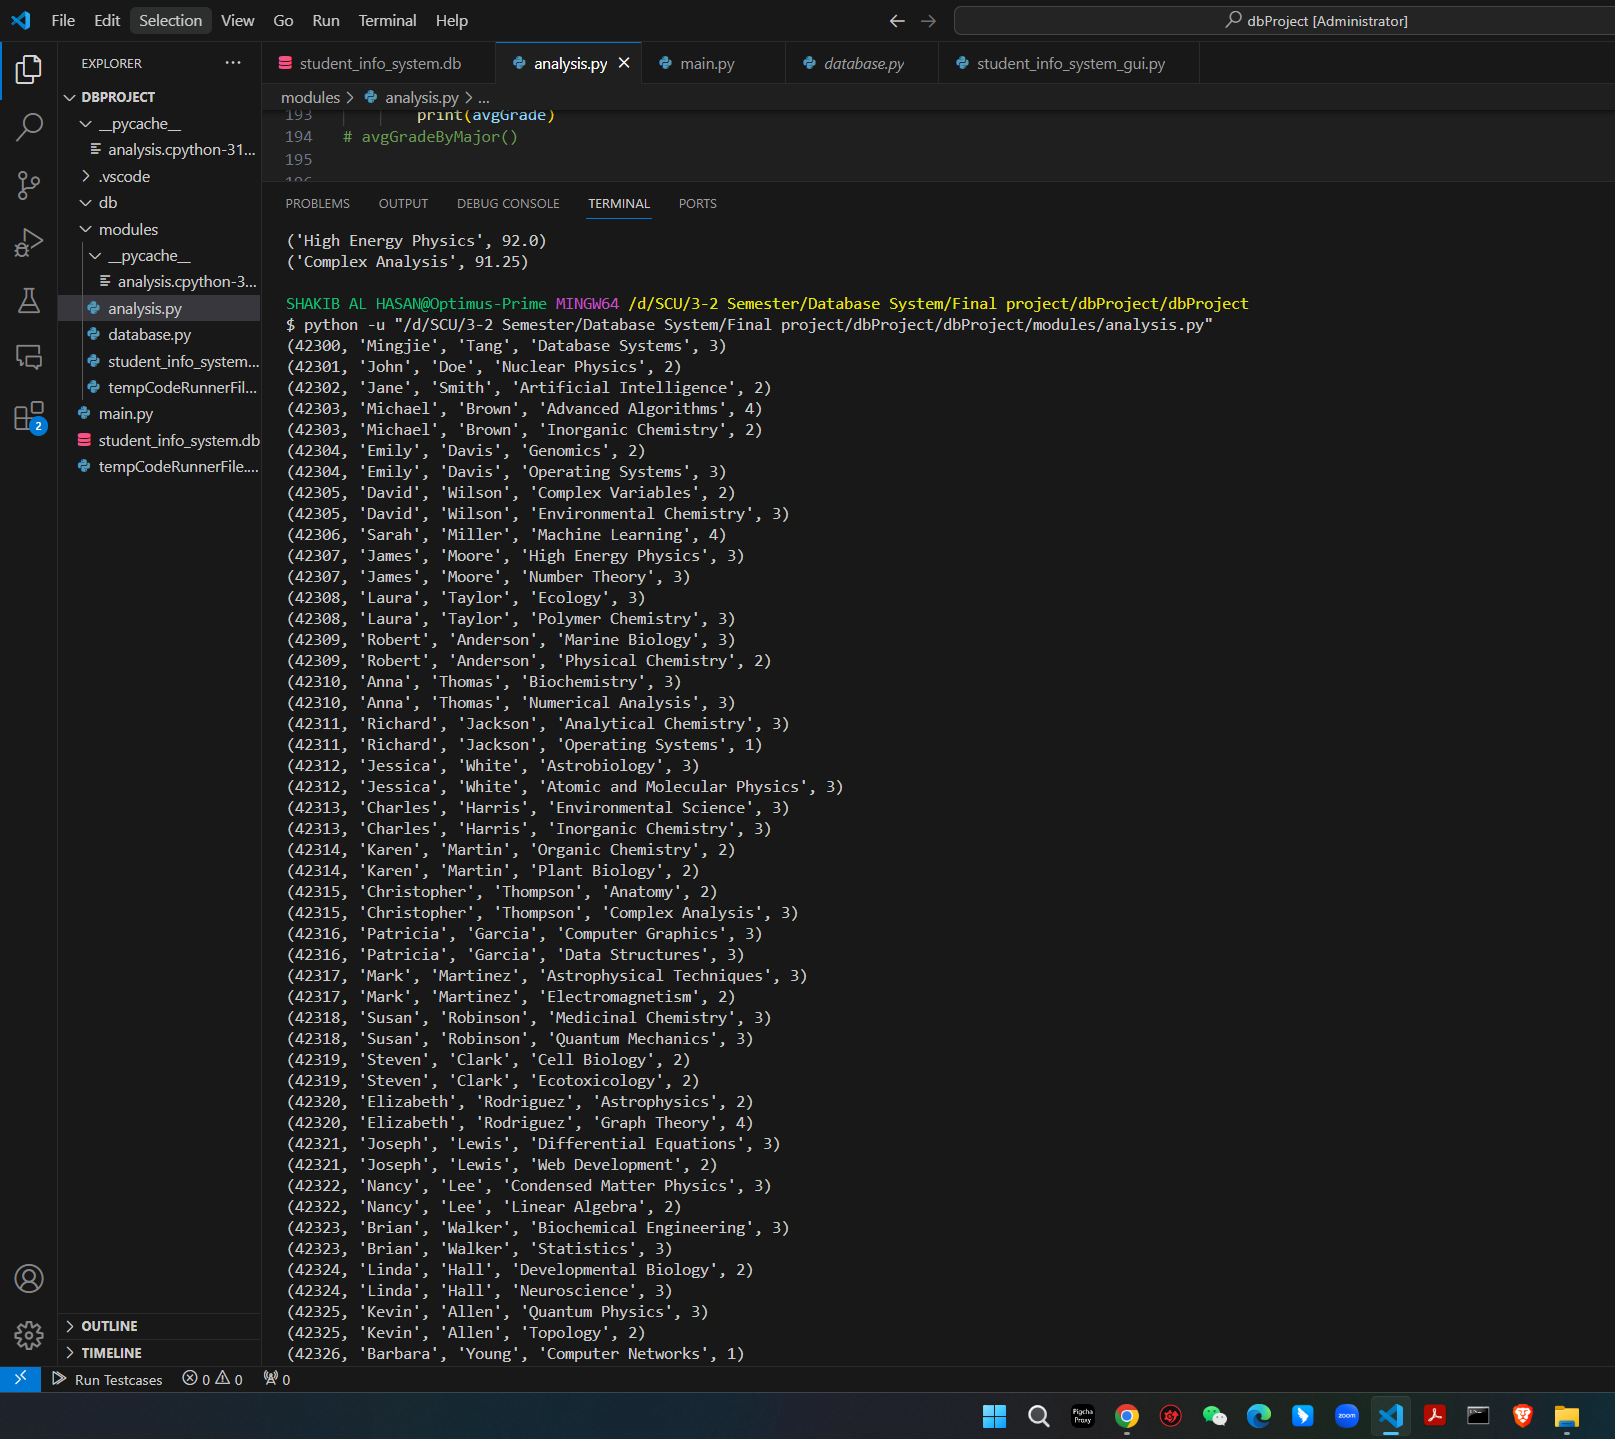 File Edit Selection View Go Run Terminal Help
dbProject [Administrator]
EXPLORER
student_info_system.db
analysis.py
main.py
database.py
student_info_system_gui.py
DBPROJECT
__pycache__
analysis.cpython-31...
.vscode
db
modules
__pycache__
analysis.cpython-3...
analysis.py
database.py
student_info_system...
tempCodeRunnerFil...
main.py
student_info_system.db
tempCodeRunnerFile....
OUTLINE
TIMELINE
modules > analysis.py > ...
193 print(avgGrade)
194 # avgGradeByMajor()
195
196
PROBLEMS OUTPUT DEBUG CONSOLE TERMINAL PORTS
('High Energy Physics', 92.0)
('Complex Analysis', 91.25)
SHAKIB AL HASAN@Optimus-Prime MINGW64 /d/SCU/3-2 Semester/Database System/Final project/dbProject/dbProject
$ python -u "/d/SCU/3-2 Semester/Database System/Final project/dbProject/dbProject/modules/analysis.py"
(42300, 'Mingjie', 'Tang', 'Database Systems', 3)
(42301, 'John', 'Doe', 'Nuclear Physics', 2)
(42302, 'Jane', 'Smith', 'Artificial Intelligence', 2)
(42303, 'Michael', 'Brown', 'Advanced Algorithms', 4)
(42303, 'Michael', 'Brown', 'Inorganic Chemistry', 2)
(42304, 'Emily', 'Davis', 'Genomics', 2)
(42304, 'Emily', 'Davis', 'Operating Systems', 3)
(42305, 'David', 'Wilson', 'Complex Variables', 2)
(42305, 'David', 'Wilson', 'Environmental Chemistry', 3)
(42306, 'Sarah', 'Miller', 'Machine Learning', 4)
(42307, 'James', 'Moore', 'High Energy Physics', 3)
(42307, 'James', 'Moore', 'Number Theory', 3)
(42308, 'Laura', 'Taylor', 'Ecology', 3)
(42308, 'Laura', 'Taylor', 'Polymer Chemistry', 3)
(42309, 'Robert', 'Anderson', 'Marine Biology', 3)
(42309, 'Robert', 'Anderson', 'Physical Chemistry', 2)
(42310, 'Anna', 'Thomas', 'Biochemistry', 3)
(42310, 'Anna', 'Thomas', 'Numerical Analysis', 3)
(42311, 'Richard', 'Jackson', 'Analytical Chemistry', 3)
(42311, 'Richard', 'Jackson', 'Operating Systems', 1)
(42312, 'Jessica', 'White', 'Astrobiology', 3)
(42312, 'Jessica', 'White', 'Atomic and Molecular Physics', 3)
(42313, 'Charles', 'Harris', 'Environmental Science', 3)
(42313, 'Charles', 'Harris', 'Inorganic Chemistry', 3)
(42314, 'Karen', 'Martin', 'Organic Chemistry', 2)
(42314, 'Karen', 'Martin', 'Plant Biology', 2)
(42315, 'Christopher', 'Thompson', 'Anatomy', 2)
(42315, 'Christopher', 'Thompson', 'Complex Analysis', 3)
(42316, 'Patricia', 'Garcia', 'Computer Graphics', 3)
(42316, 'Patricia', 'Garcia', 'Data Structures', 3)
(42317, 'Mark', 'Martinez', 'Astrophysical Techniques', 3)
(42317, 'Mark', 'Martinez', 'Electromagnetism', 2)
(42318, 'Susan', 'Robinson', 'Medicinal Chemistry', 3)
(42318, 'Susan', 'Robinson', 'Quantum Mechanics', 3)
(42319, 'Steven', 'Clark', 'Cell Biology', 2)
(42319, 'Steven', 'Clark', 'Ecotoxicology', 2)
(42320, 'Elizabeth', 'Rodriguez', 'Astrophysics', 2)
(42320, 'Elizabeth', 'Rodriguez', 'Graph Theory', 4)
(42321, 'Joseph', 'Lewis', 'Differential Equations', 3)
(42321, 'Joseph', 'Lewis', 'Web Development', 2)
(42322, 'Nancy', 'Lee', 'Condensed Matter Physics', 3)
(42322, 'Nancy', 'Lee', 'Linear Algebra', 2)
(42323, 'Brian', 'Walker', 'Biochemical Engineering', 3)
(42323, 'Brian', 'Walker', 'Statistics', 3)
(42324, 'Linda', 'Hall', 'Developmental Biology', 2)
(42324, 'Linda', 'Hall', 'Neuroscience', 3)
(42325, 'Kevin', 'Allen', 'Quantum Physics', 3)
(42325, 'Kevin', 'Allen', 'Topology', 2)
(42326, 'Barbara', 'Young', 'Computer Networks', 1)
2
Run Testcases 0 0 0
Figcha Proxy
zoom